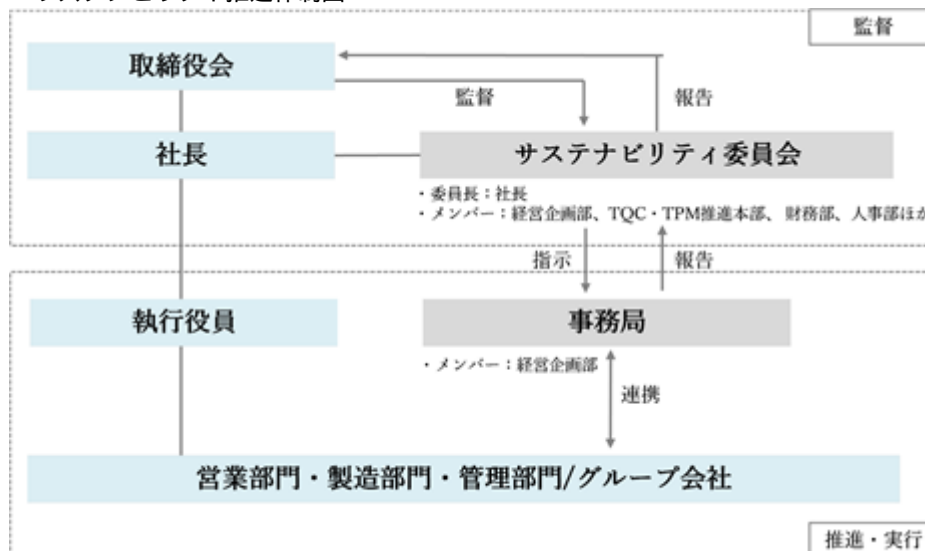 監督
取締役会
監督
報告
社長
サステナビリティ委員会
・委員長：社長
・メンバー：経営企画部、TQC・TPM推進本部、財務部、人事部ほか
指示
報告
執行役員
事務局
・メンバー：経営企画部
連携
営業部門・製造部門・管理部門/グループ会社
推進・実行